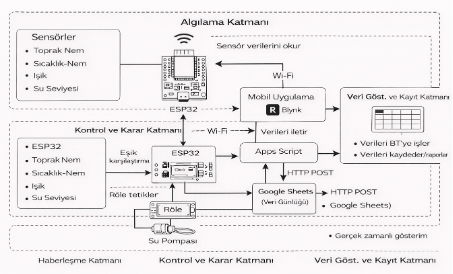 Algılama Katmanı
Sensörler
• Toprak Nem
• Sıcaklık-Nem
• Işık
• Su Seviyesi
Sensör verilerini okur
Wi-Fi
ESP32
Mobil Uygulama
R Blynk
Veri Göst. ve Kayıt Katmanı
• Verileri BT'ye işler
• Verileri kaydeder/raporlar
Kontrol ve Karar Katmanı
Wi-Fi
Verileri iletir
• ESP32
Toprak Nem
• Sıcaklık-Nem
• Işık
• Su Seviyesi
Eşik
karşılaştırma
ESP32
Apps Script
HTTP POST
Röle tetikler
Google Sheets
(Veri Günlüğü)
HTTP POST
• Google Sheets)
Röle
Su Pompası
• Gerçek zamanlı gösterim
Haberleşme Katmanı
Kontrol ve Karar Katmanı
Veri Göst. ve Kayıt Katmanı